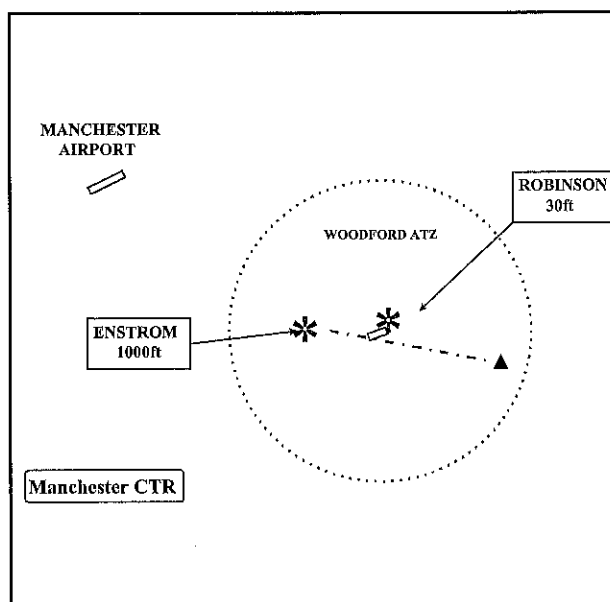 MANCHESTER
AIRPORT
ROBINSON
30ft
WOODFORD ATZ
ENSTROM
1000ft
Manchester CTR